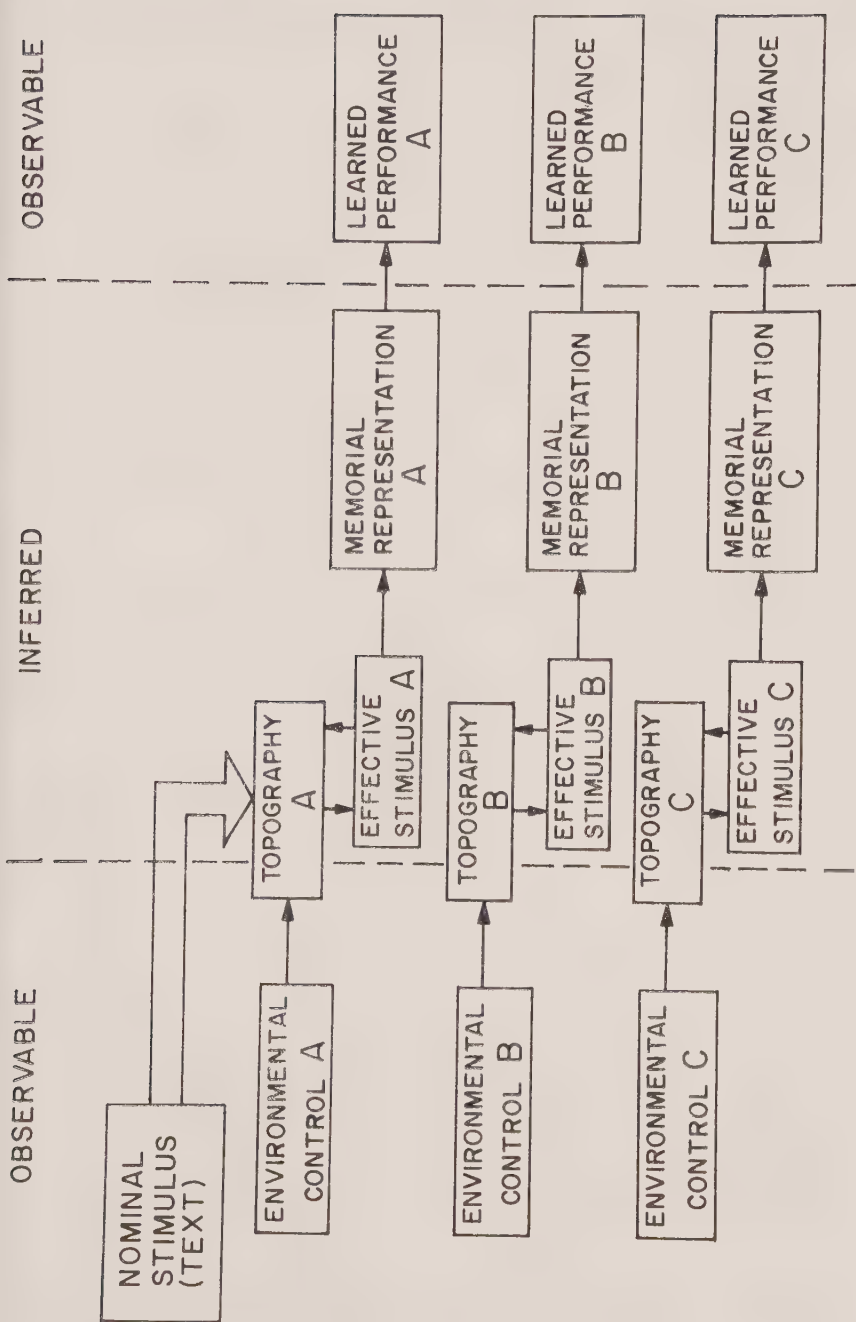 OBSERVABLE
INFERRED
OBSERVABLE
NOMINAL
STIMULUS
(TEXT)
ENVIRONMENTAL
CONTROL A
TOPOGRAPHY
A
EFFECTIVE
STIMULUS A
MEMORIAL
REPRESENTATION
A
LEARNED
PERFORMANCE
A
ENVIRONMENTAL
CONTROL B
TOPOGRAPHY
B
EFFECTIVE
STIMULUS B
MEMORIAL
REPRESENTATION
B
LEARNED
PERFORMANCE
B
ENVIRONMENTAL
CONTROL C
TOPOGRAPHY
C
EFFECTIVE
STIMULUS C
MEMORIAL
REPRESENTATION
C
LEARNED
PERFORMANCE
C